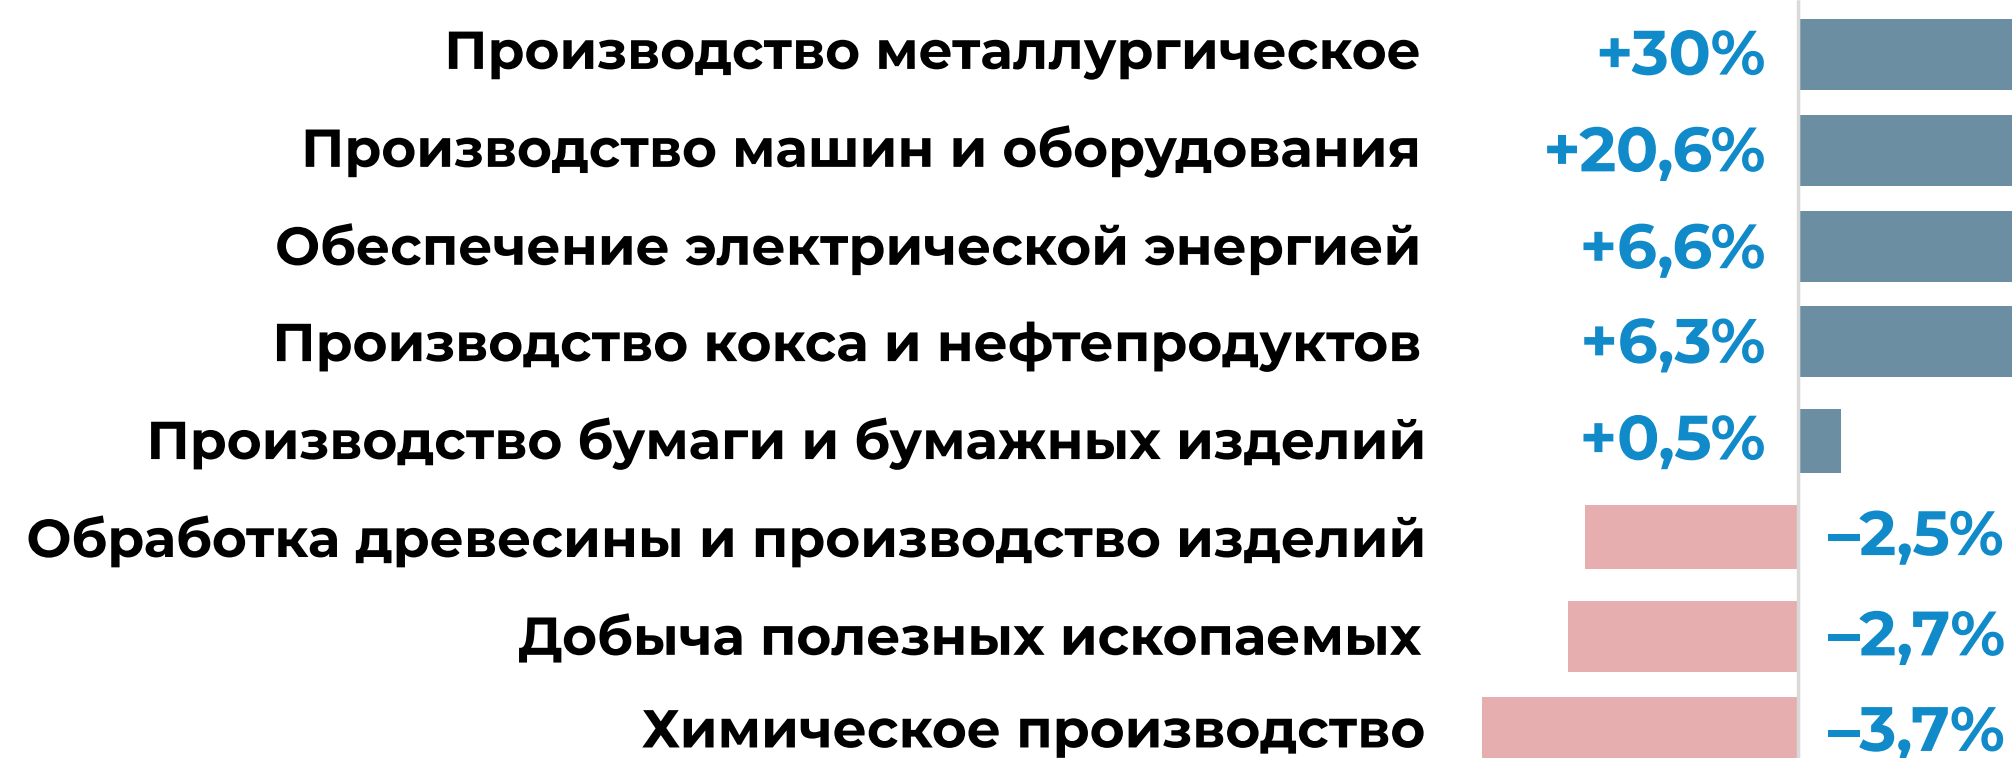 Производство металлургическое +30%
Производство машин и оборудования +20,6%
Обеспечение электрической энергией +6,6%
Производство кокса и нефтепродуктов +6,3%
Производство бумаги и бумажных изделий +0,5%
Обработка древесины и производство изделий –2,5%
Добыча полезных ископаемых –2,7%
Химическое производство –3,7%